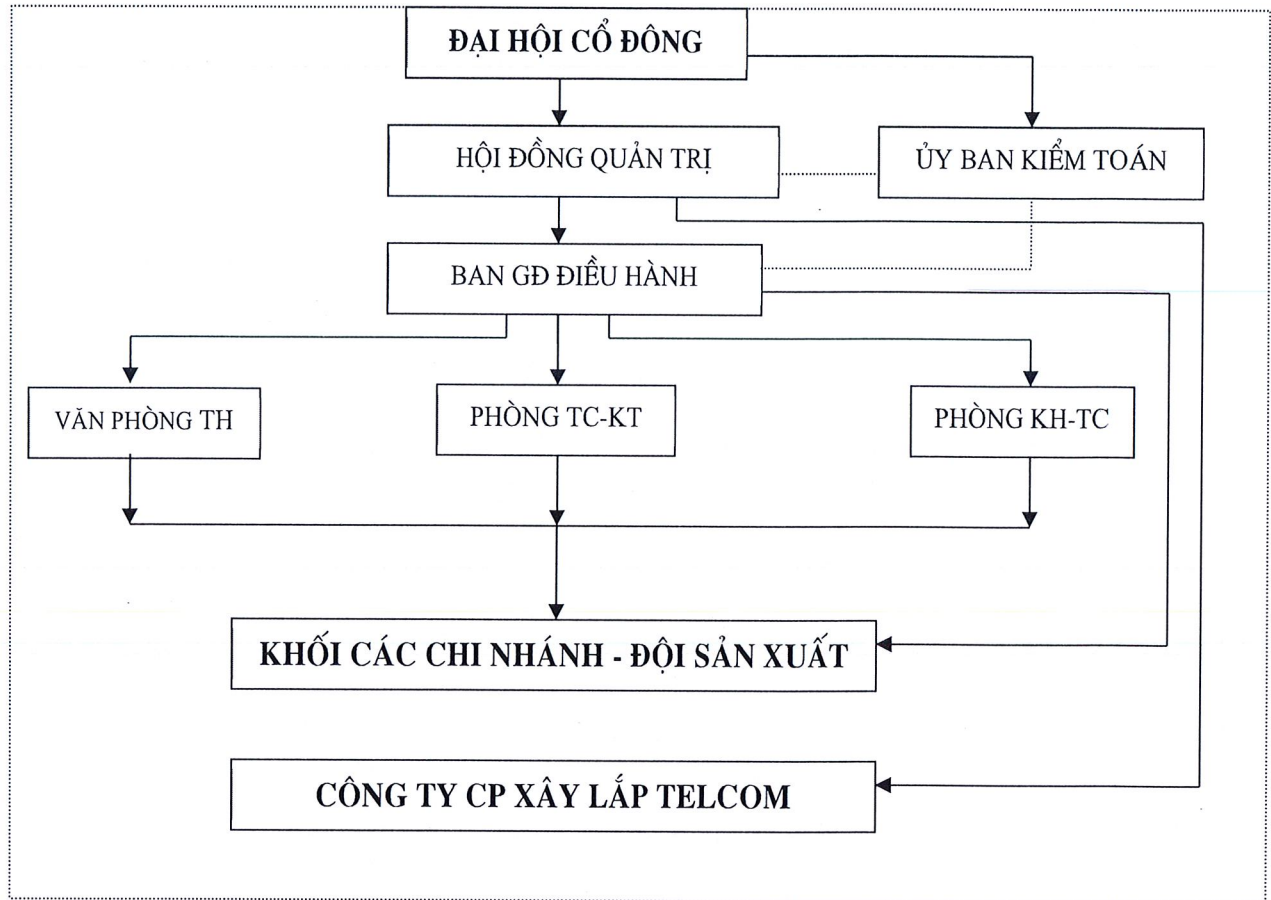 ĐẠI HỘI CỔ ĐÔNG
HỘI ĐỒNG QUẢN TRỊ
ỦY BAN KIỂM TOÁN
BAN GĐ ĐIỀU HÀNH
VĂN PHÒNG TH
PHÒNG TC-KT
PHÒNG KH-TC
KHỐI CÁC CHI NHÁNH - ĐỘI SẢN XUẤT
CÔNG TY CP XÂY LẮP TELCOM